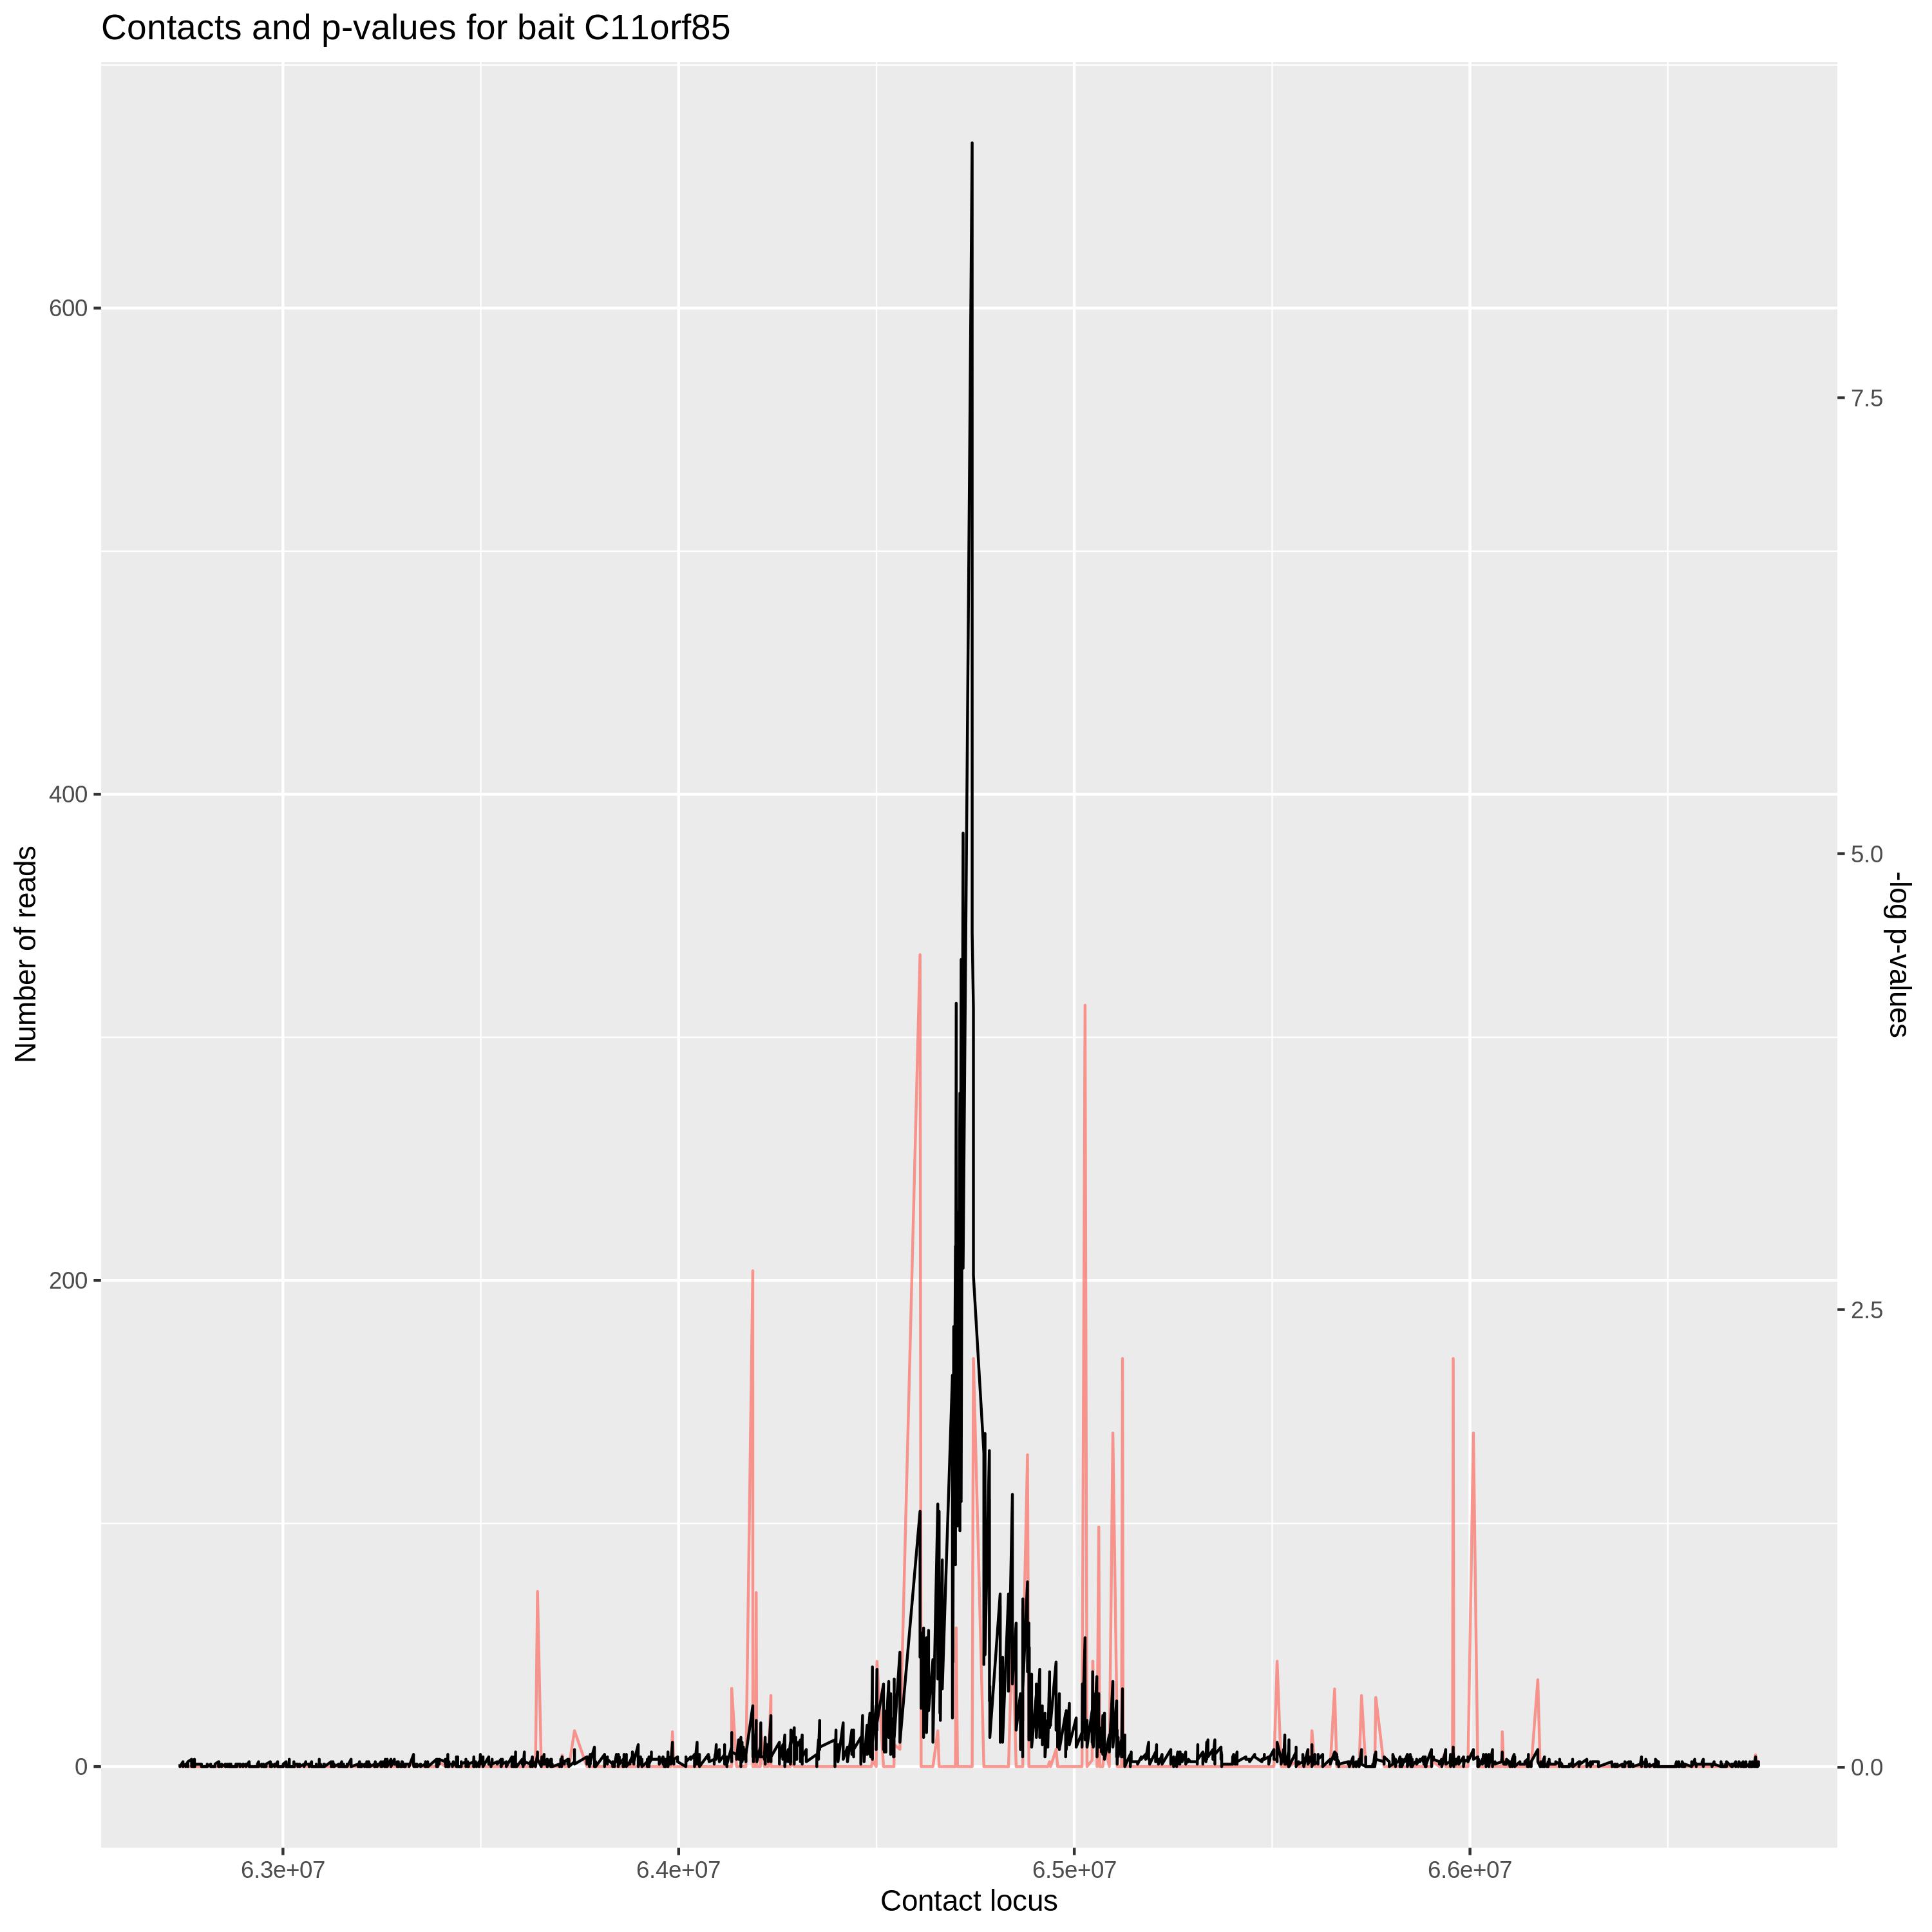 Contacts and p-values for bait C11orf85
600
400
200
0
Number of reads
7.5
5.0
2.5
0.0
-log p-values
6.3e+07
6.4e+07
6.5e+07
6.6e+07
Contact locus